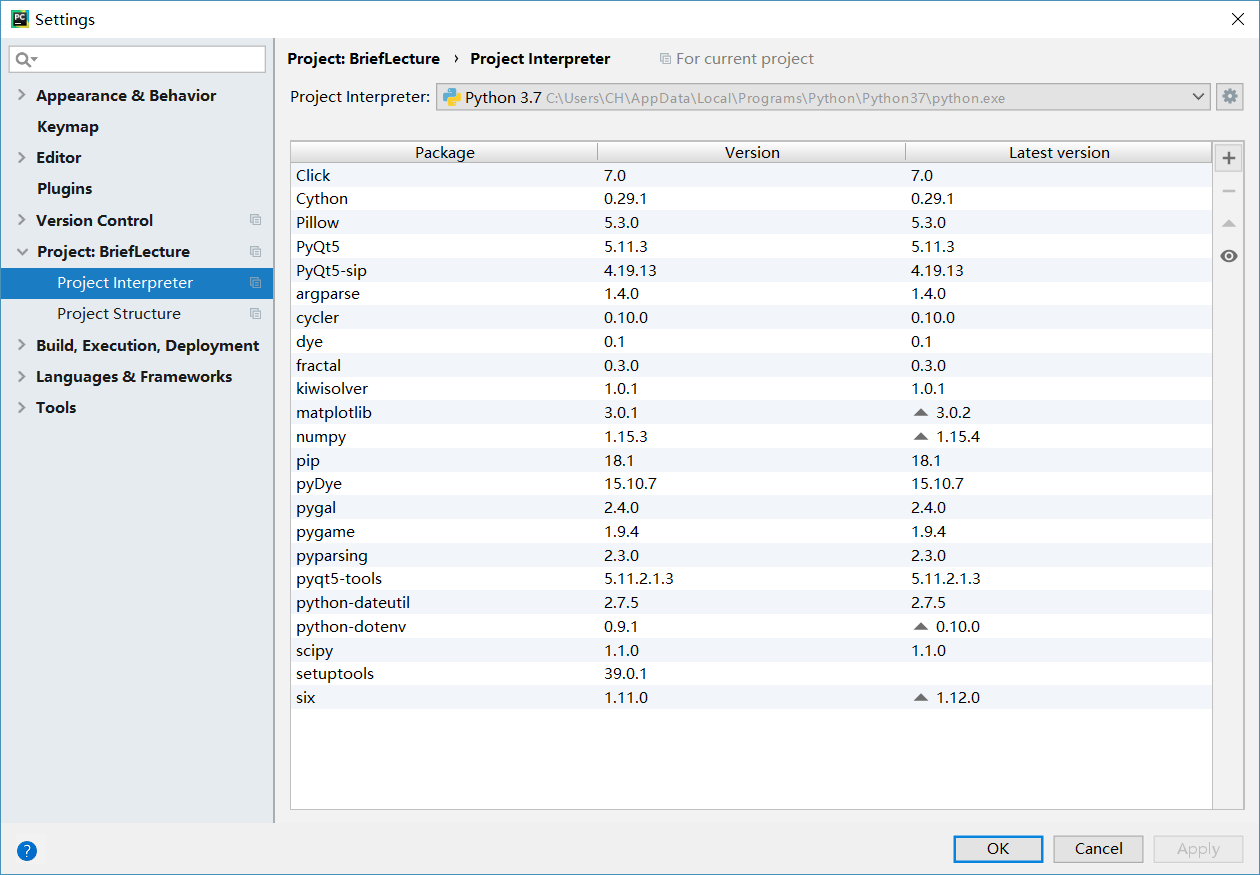 PC Settings
Appearance & Behavior
Keymap
Editor
Plugins
Version Control
Project: BriefLecture
Project Interpreter
Project Structure
Build, Execution, Deployment
Languages & Frameworks
Tools
Project: BriefLecture › Project Interpreter For current project
Project Interpreter: Python 3.7 C:\Users\CH\AppData\Local\Programs\Python\Python37\python.exe
Package Version Latest version
Click 7.0 7.0
Cython 0.29.1 0.29.1
Pillow 5.3.0 5.3.0
PyQt5 5.11.3 5.11.3
PyQt5-sip 4.19.13 4.19.13
argparse 1.4.0 1.4.0
cycler 0.10.0 0.10.0
dye 0.1 0.1
fractal 0.3.0 0.3.0
kiwisolver 1.0.1 1.0.1
matplotlib 3.0.1 3.0.2
numpy 1.15.3 1.15.4
pip 18.1 18.1
pyDye 15.10.7 15.10.7
pygal 2.4.0 2.4.0
pygame 1.9.4 1.9.4
pyparsing 2.3.0 2.3.0
pyqt5-tools 5.11.2.1.3 5.11.2.1.3
python-dateutil 2.7.5 2.7.5
python-dotenv 0.9.1 0.10.0
scipy 1.1.0 1.1.0
setuptools 39.0.1
six 1.11.0 1.12.0
? OK Cancel Apply